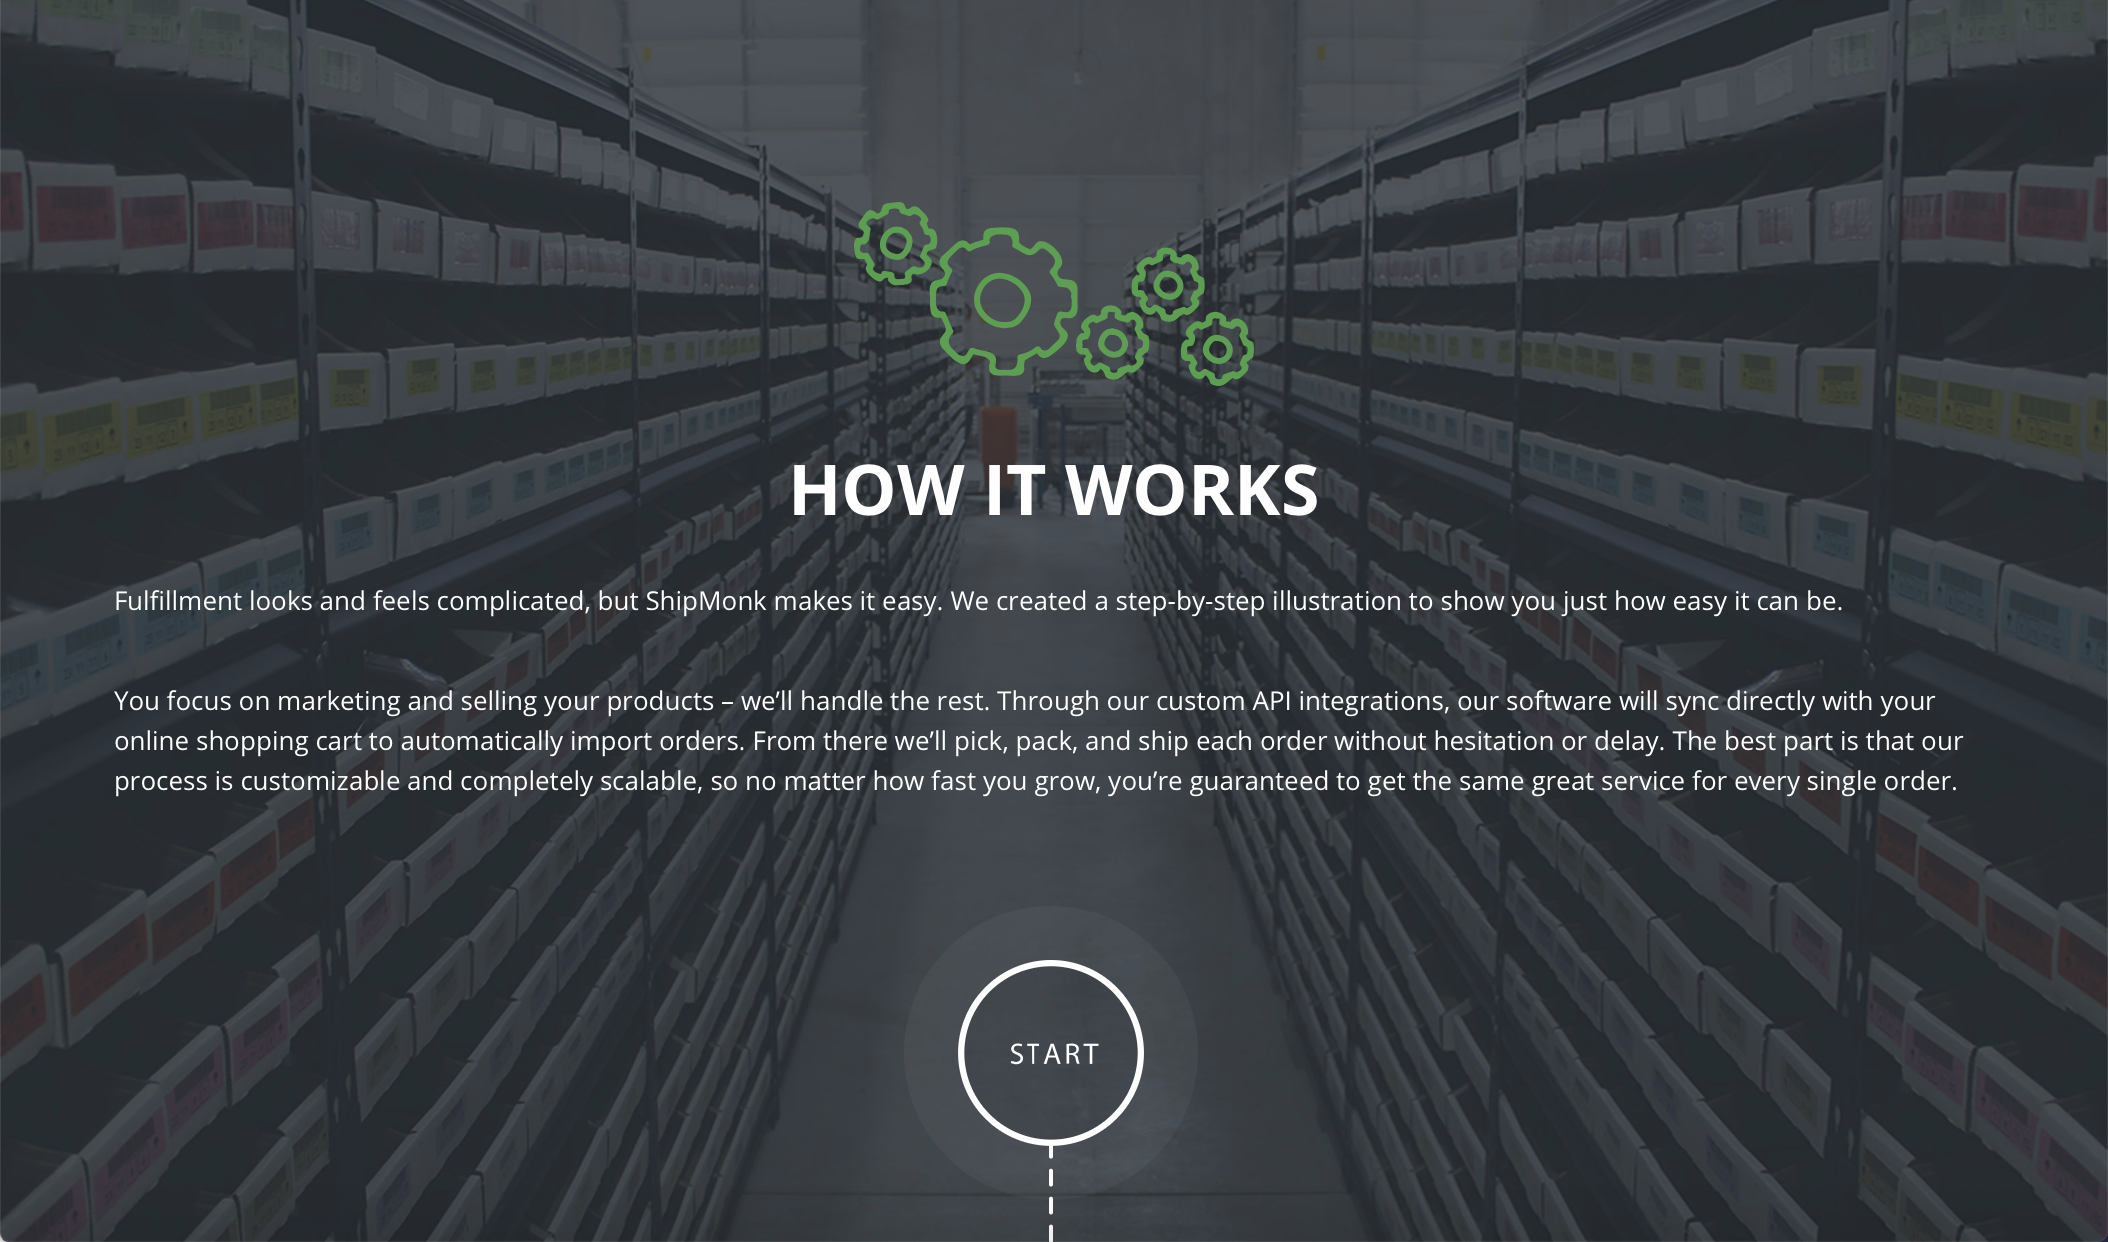 HOW IT WORKS
Fulfillment looks and feels complicated, but ShipMonk makes it easy. We created a step-by-step illustration to show you just how easy it can be.
You focus on marketing and selling your products – we’ll handle the rest. Through our custom API integrations, our software will sync directly with your
online shopping cart to automatically import orders. From there we’ll pick, pack, and ship each order without hesitation or delay. The best part is that our
process is customizable and completely scalable, so no matter how fast you grow, you’re guaranteed to get the same great service for every single order.
START